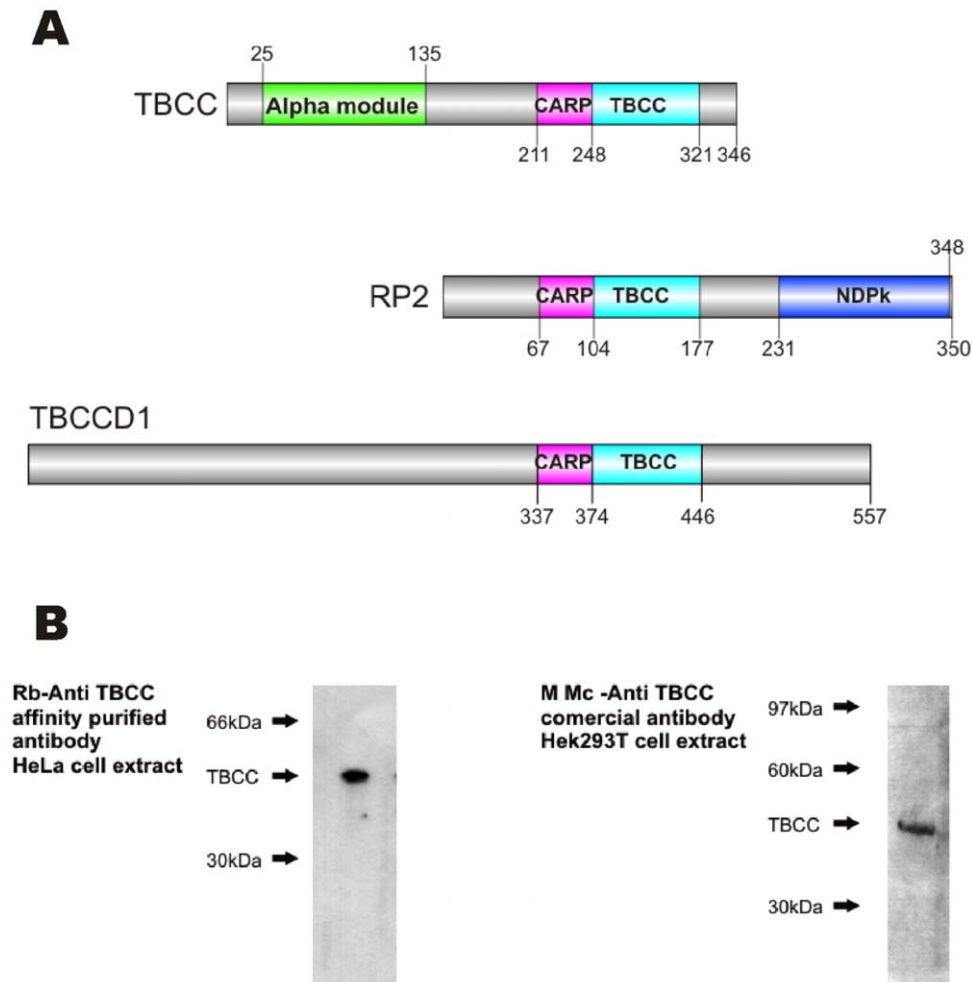 A
25 135
TBCC Alpha module CARP TBCC
211 248 321 346
348
RP2 CARP TBCC NDPk
67 104 177 231 350
TBCCD1
CARP TBCC
337 374 446 557
B
Rb-Anti TBCC
affinity purified
antibody
HeLa cell extract
66kDa
TBCC
30kDa
M Mc -Anti TBCC
comercial antibody
Hek293T cell extract
97kDa
60kDa
TBCC
30kDa